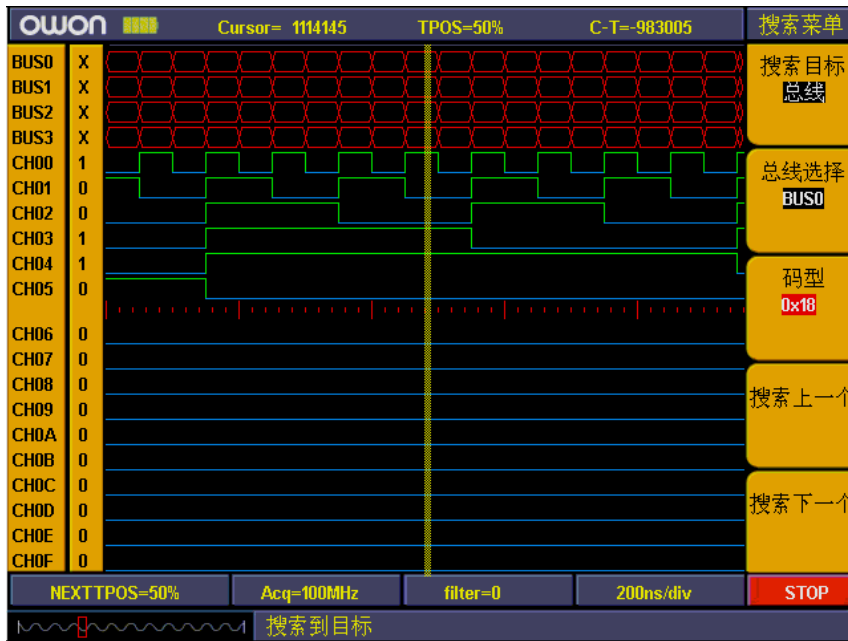 owon Cursor= 1114145 TPOS=50% C-T=-983005 搜索菜单
BUS0 X
BUS1 X
BUS2 X
BUS3 X
CH00 1
CH01 0
CH02 0
CH03 1
CH04 1
CH05 0
CH06 0
CH07 0
CH08 0
CH09 0
CH0A 0
CH0B 0
CH0C 0
CH0D 0
CH0E 0
CH0F 0
搜索目标
总线
总线选择
BUS0
码型
0x18
搜索上一个
搜索下一个
NEXTTPOS=50% Acq=100MHz filter=0 200ns/div STOP
搜索到目标